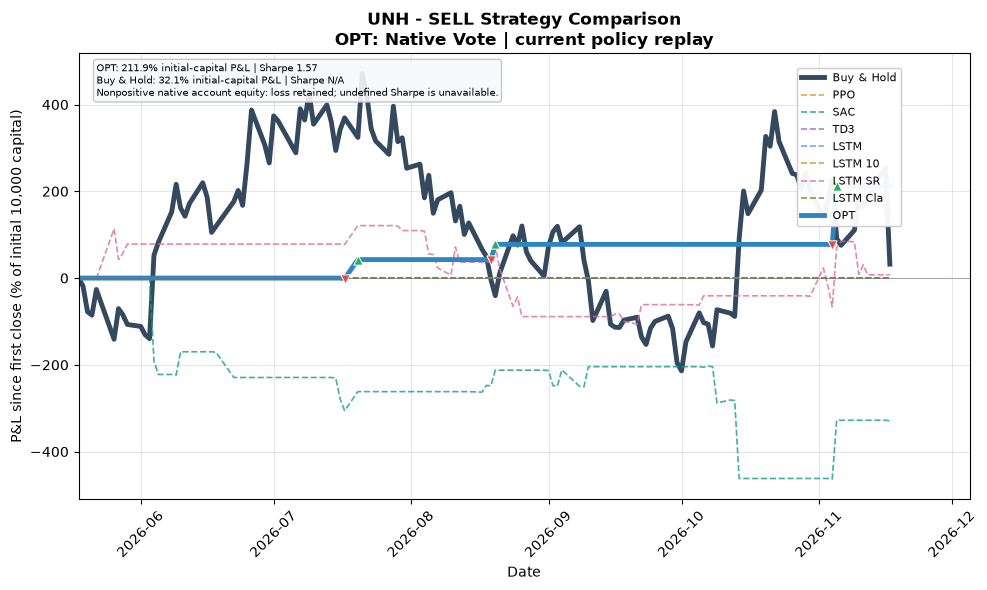 UNH - SELL Strategy Comparison
OPT: Native Vote | current policy replay
OPT: 211.9% initial-capital P&L | Sharpe 1.57
Buy & Hold: 32.1% initial-capital P&L | Sharpe N/A
Nonpositive native account equity: loss retained; undefined Sharpe is unavailable.
Buy & Hold
PPO
SAC
TD3
LSTM
LSTM 10
LSTM SR
LSTM Cla
OPT
P&L since first close (% of initial 10,000 capital)
400
200
0
−200
−400
2026-06
2026-07
2026-08
2026-09
2026-10
2026-11
2026-12
Date